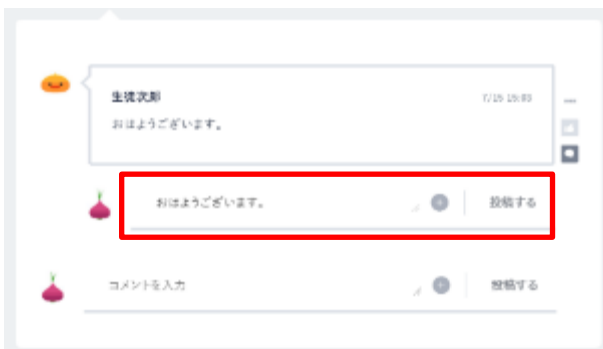 生徒次郎
7/15 15:03
おはようございます。
おはようございます。
投稿する
コメントを入力
投稿する